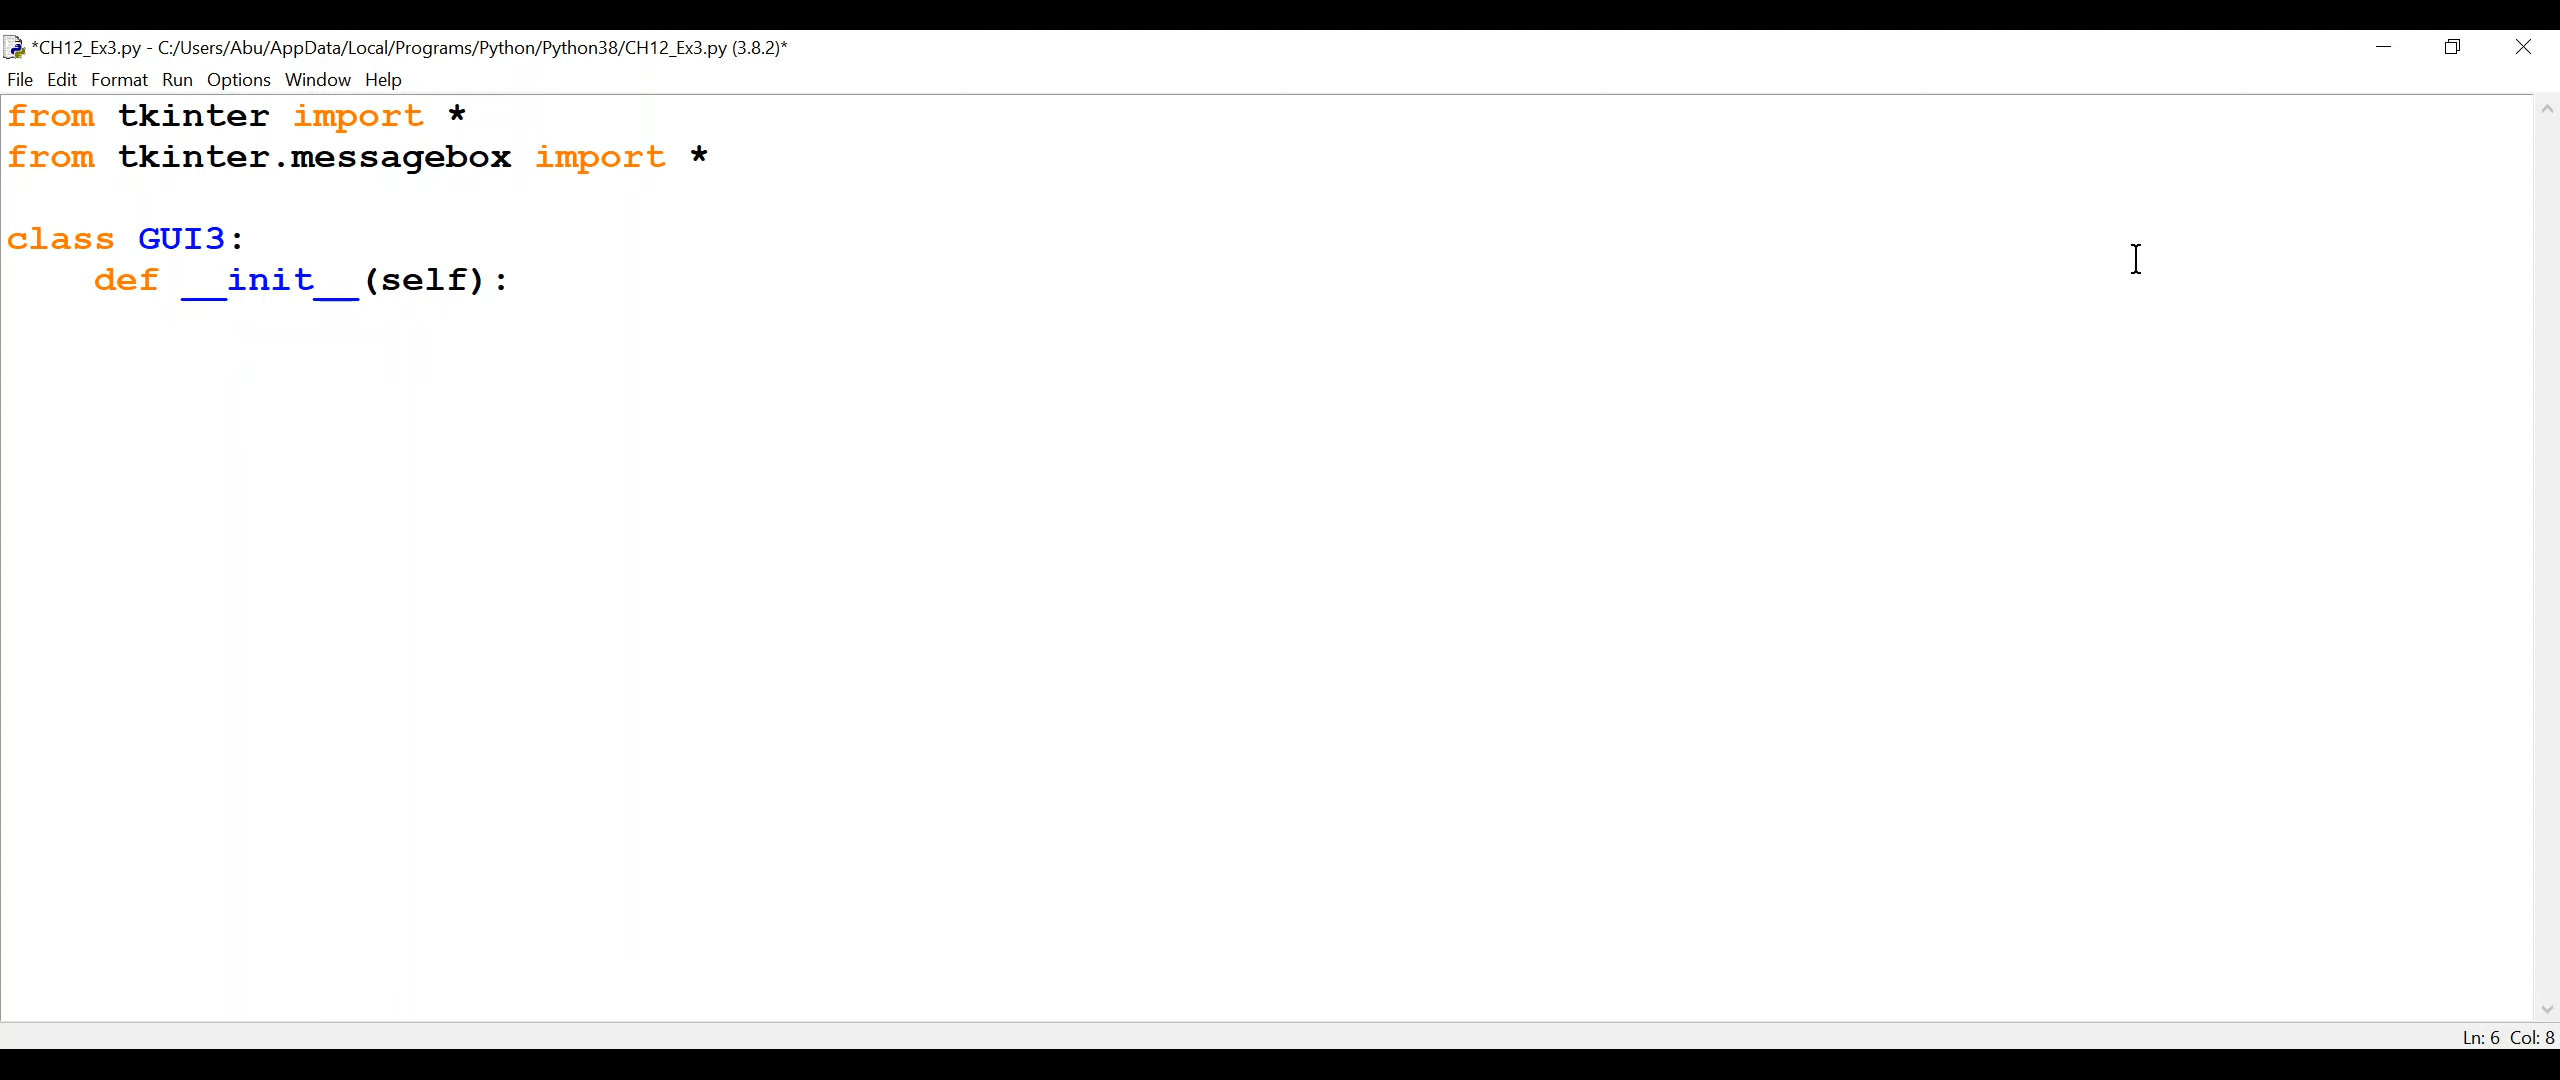 *CH12_Ex3.py - C:/Users/Abu/AppData/Local/Programs/Python/Python38/CH12_Ex3.py (3.8.2)*
File Edit Format Run Options Window Help
from tkinter import *
from tkinter.messagebox import *
class GUI3:
    def __init__(self):
Ln: 6 Col: 8